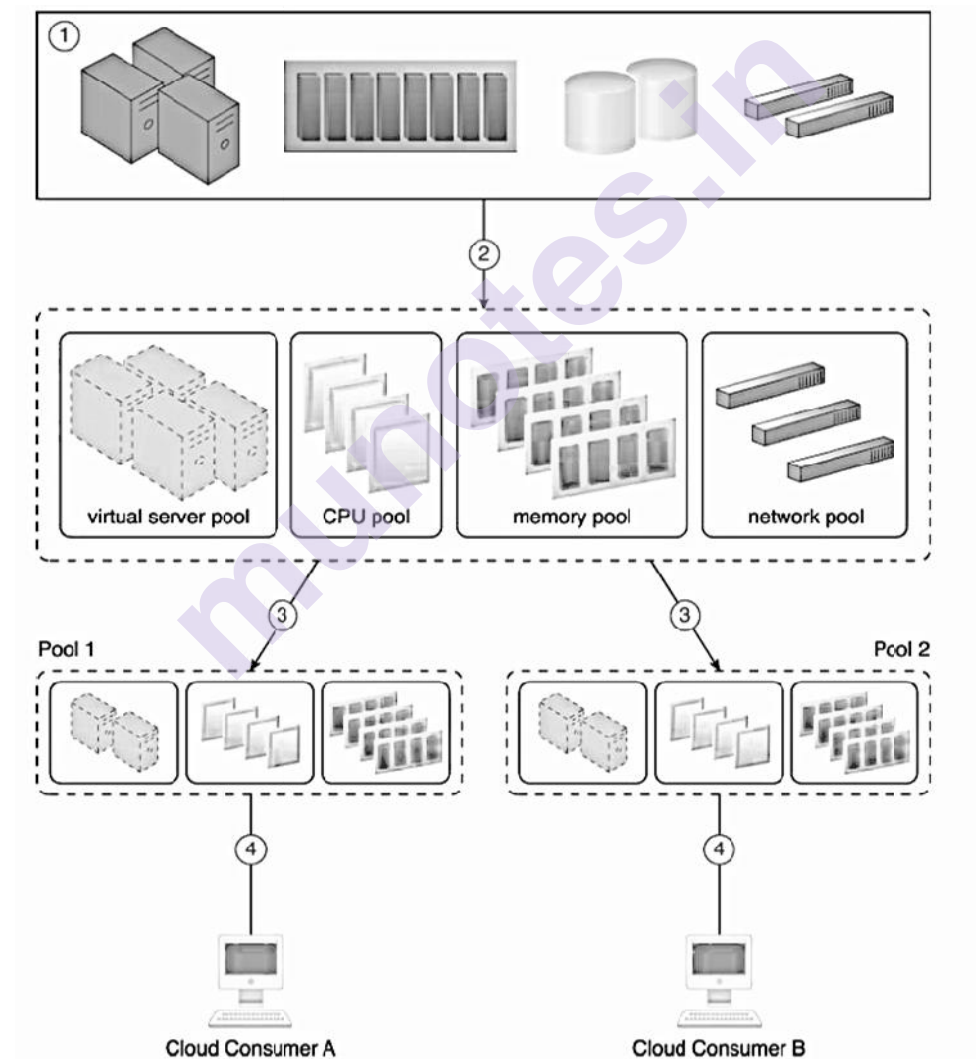 1
2
virtual server pool
CPU pool
memory pool
network pool
3
3
Pool 1
Pool 2
4
4
Cloud Consumer A
Cloud Consumer B
munotes.in